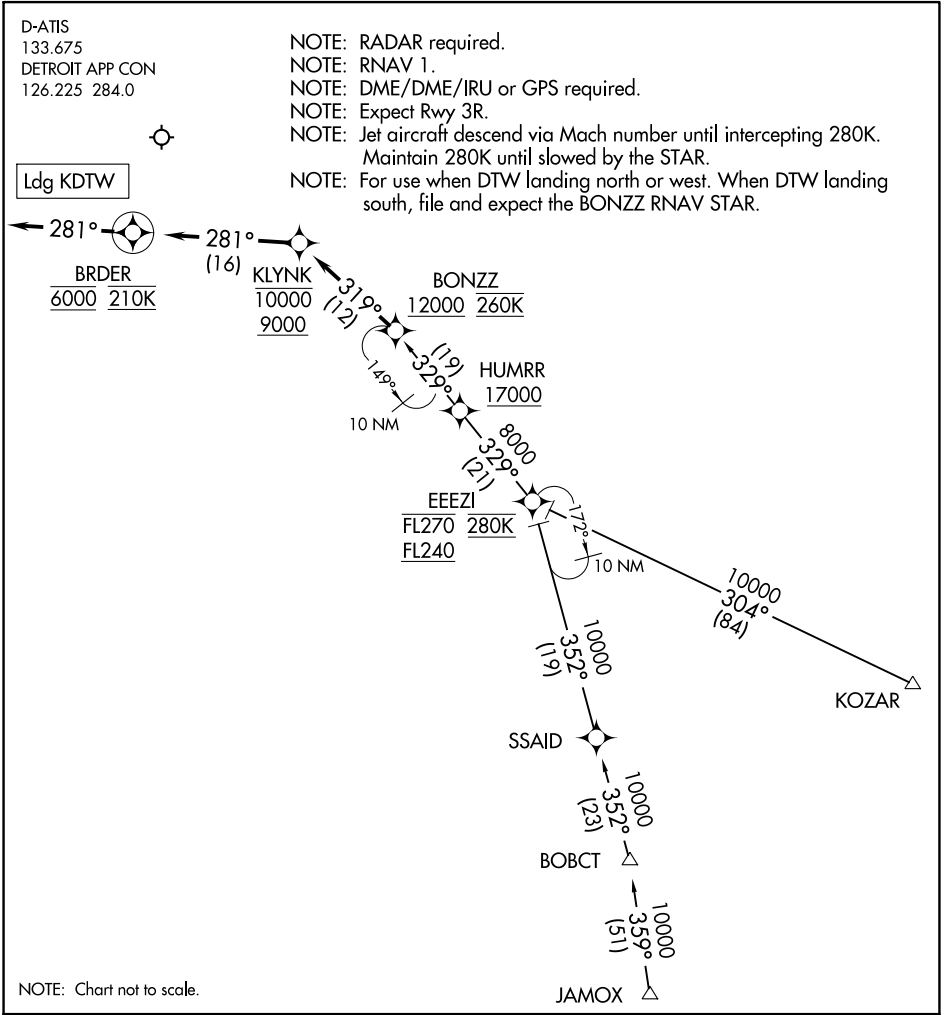 D-ATIS
133.675
DETROIT APP CON
126.225 284.0
NOTE: RADAR required.
NOTE: RNAV 1.
NOTE: DME/DME/IRU or GPS required.
NOTE: Expect Rwy 3R.
NOTE: Jet aircraft descend via Mach number until intercepting 280K.
Maintain 280K until slowed by the STAR.
NOTE: For use when DTW landing north or west. When DTW landing
south, file and expect the BONZZ RNAV STAR.
Ldg KDTW
281°
BRDER
6000 210K
281°
(16)
KLYNK
10000
9000
319°
(12)
BONZZ
12000 260K
149°
10 NM
(19)
329°
HUMRR
17000
8000
329°
(21)
EEEZI
FL270 280K
FL240
172°
10 NM
10000
304°
(84)
KOZAR
10000
352°
(19)
SSAID
10000
352°
(23)
BOBCT
10000
359°
(51)
JAMOX
NOTE: Chart not to scale.